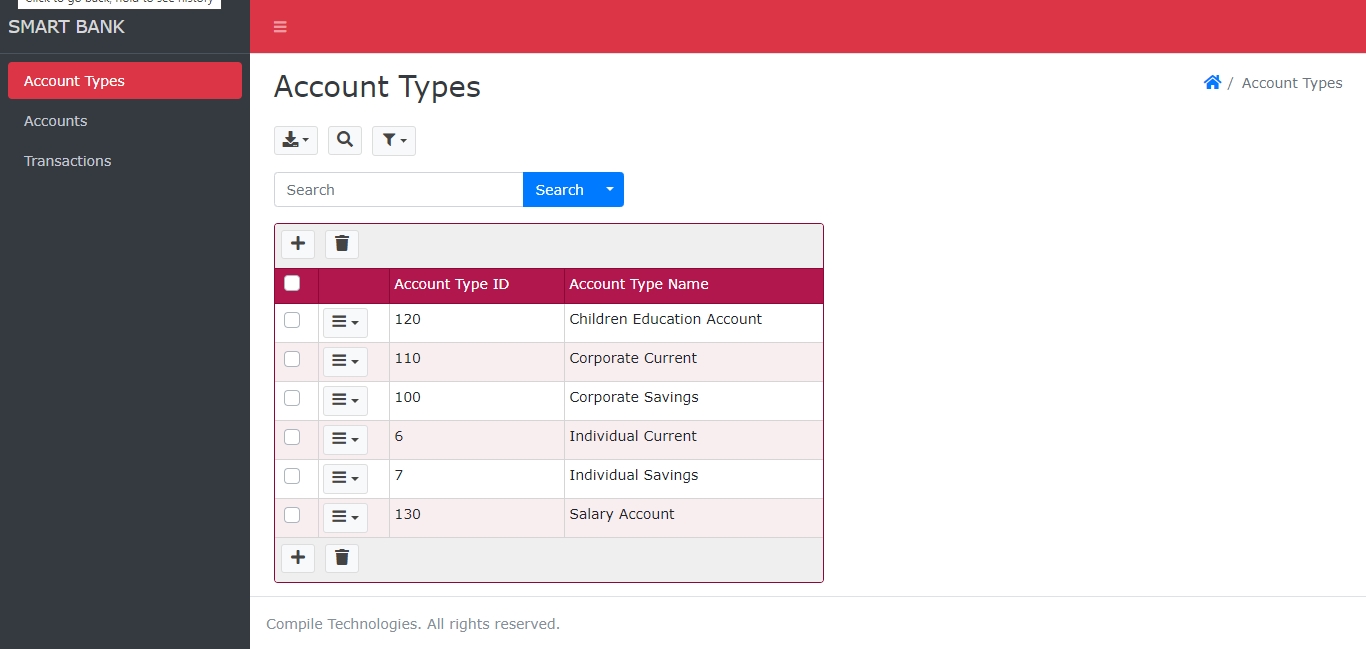 Click to go back, hold to see history
SMART BANK
Account Types
Accounts
Transactions
Account Types
/ Account Types
Search
Search
Account Type ID
Account Type Name
120
Children Education Account
110
Corporate Current
100
Corporate Savings
6
Individual Current
7
Individual Savings
130
Salary Account
Compile Technologies. All rights reserved.